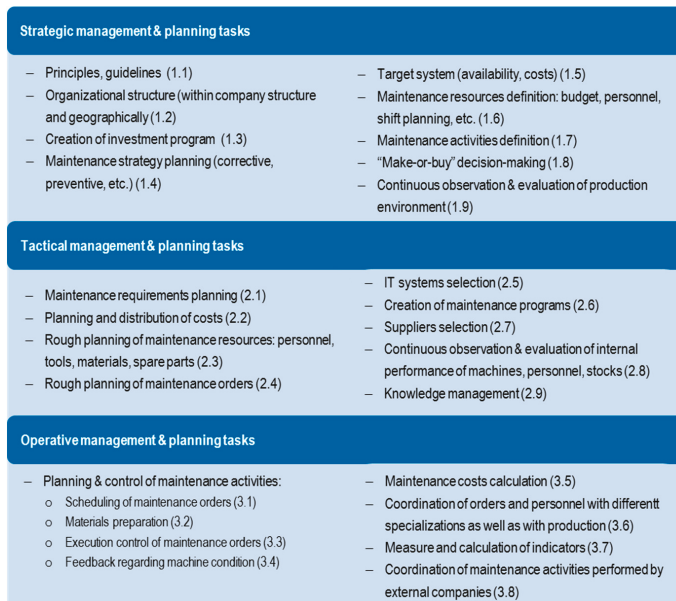 Strategic management & planning tasks
– Principles, guidelines (1.1)
– Organizational structure (within company structure
and geographically (1.2)
– Creation of investment program (1.3)
– Maintenance strategy planning (corrective,
preventive, etc.) (1.4)
– Target system (availability, costs) (1.5)
– Maintenance resources definition: budget, personnel,
shift planning, etc. (1.6)
– Maintenance activities definition (1.7)
– “Make-or-buy” decision-making (1.8)
– Continuous observation & evaluation of production
environment (1.9)
Tactical management & planning tasks
– Maintenance requirements planning (2.1)
– Planning and distribution of costs (2.2)
– Rough planning of maintenance resources: personnel,
tools, materials, spare parts (2.3)
– Rough planning of maintenance orders (2.4)
– IT systems selection (2.5)
– Creation of maintenance programs (2.6)
– Suppliers selection (2.7)
– Continuous observation & evaluation of internal
performance of machines, personnel, stocks (2.8)
– Knowledge management (2.9)
Operative management & planning tasks
– Planning & control of maintenance activities:
o Scheduling of maintenance orders (3.1)
o Materials preparation (3.2)
o Execution control of maintenance orders (3.3)
o Feedback regarding machine condition (3.4)
– Maintenance costs calculation (3.5)
– Coordination of orders and personnel with differentt
specializations as well as with production (3.6)
– Measure and calculation of indicators (3.7)
– Coordination of maintenance activities performed by
external companies (3.8)